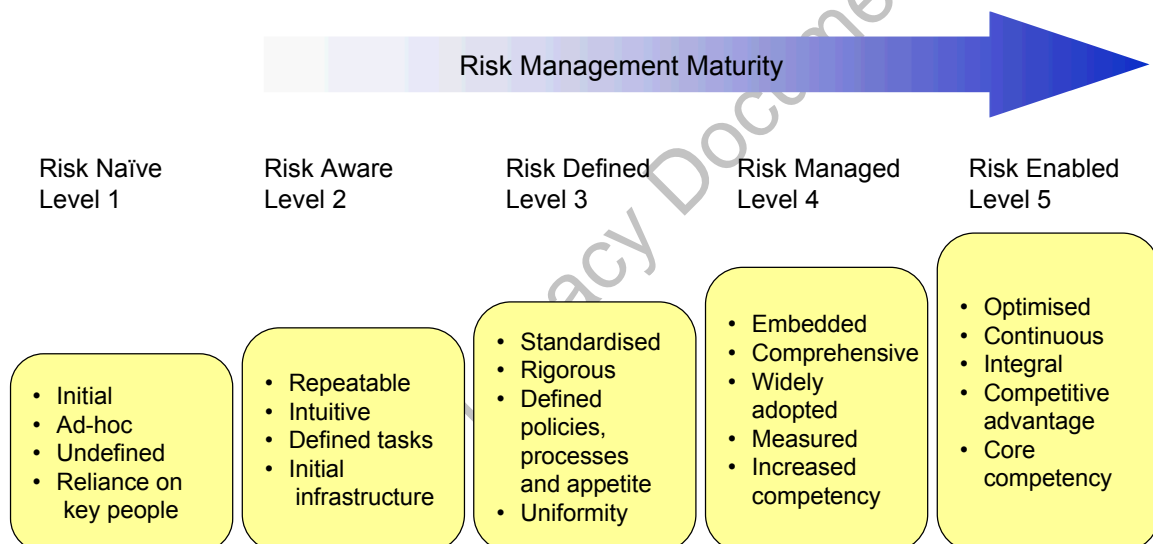 Risk Management Maturity
Risk Naïve
Level 1
Risk Aware
Level 2
Risk Defined
Level 3
Risk Managed
Level 4
Risk Enabled
Level 5
• Initial
• Ad-hoc
• Undefined
• Reliance on
key people
• Repeatable
• Intuitive
• Defined tasks
• Initial
infrastructure
• Standardised
• Rigorous
• Defined
policies,
processes
and appetite
• Uniformity
• Embedded
• Comprehensive
• Widely
adopted
• Measured
• Increased
competency
• Optimised
• Continuous
• Integral
• Competitive
advantage
• Core
competency